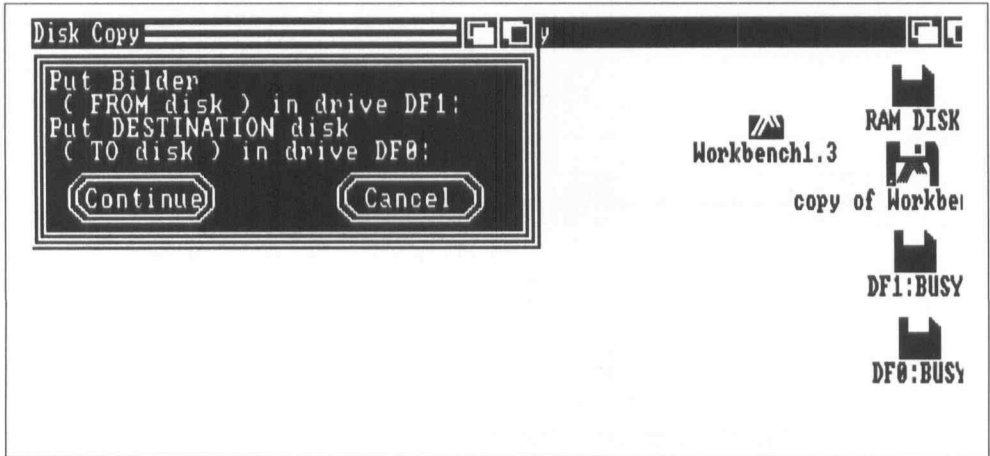 Disk Copy
y
Put Bilder
( FROM disk ) in drive DF1:
Put DESTINATION disk
( TO disk ) in drive DF0:
Continue
Cancel
Workbench1.3
RAM DISK
copy of Workbe
DF1:BUSY
DF0:BUSY